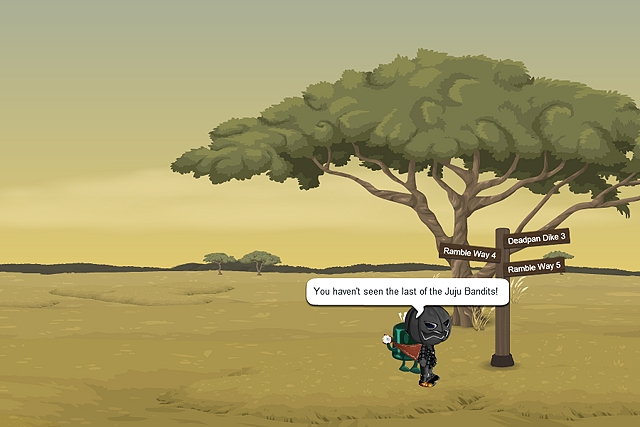 Deadpan Dike 3
Ramble Way 4
Ramble Way 5
You haven't seen the last of the Juju Bandits!